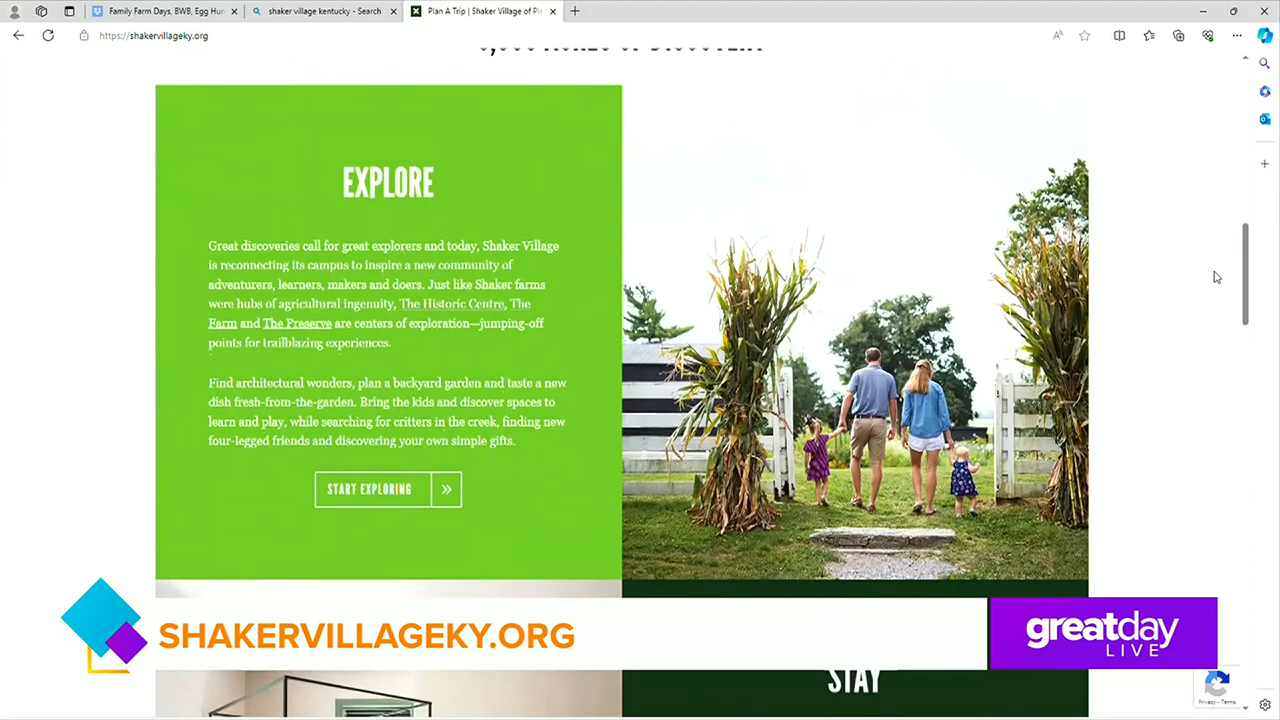 Family Farm Days, BWB, Egg Hun
shaker village kentucky - Search
Plan A Trip | Shaker Village of Ple
https://shakervillageky.org
EXPLORE
Great discoveries call for great explorers and today, Shaker Village
is reconnecting its campus to inspire a new community of
adventurers, learners, makers and doers. Just like Shaker farms
were hubs of agricultural ingenuity, The Historic Centre, The
Farm and The Preserve are centers of exploration—jumping-off
points for trailblazing experiences.
Find architectural wonders, plan a backyard garden and taste a new
dish fresh-from-the-garden. Bring the kids and discover spaces to
learn and play, while searching for critters in the creek, finding new
four-legged friends and discovering your own simple gifts.
START EXPLORING »
SHAKERVILLAGEKY.ORG
greatday
LIVE
STAY
Privacy - Terms